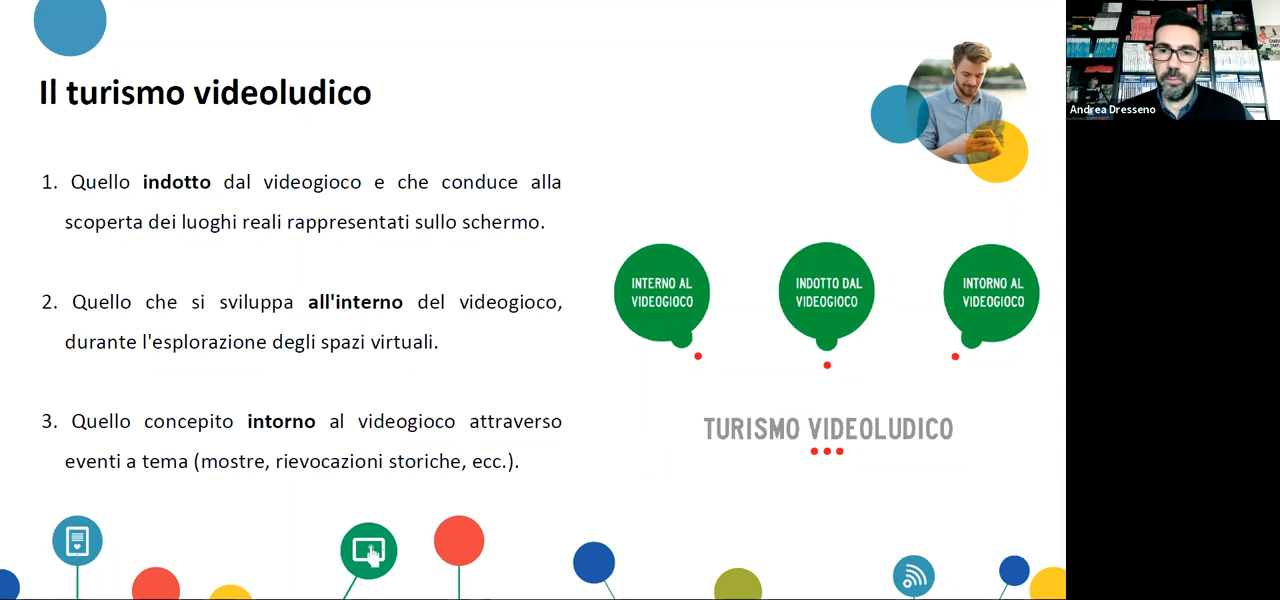 Il turismo videoludico
1. Quello indotto dal videogioco e che conduce alla
scoperta dei luoghi reali rappresentati sullo schermo.
2. Quello che si sviluppa all'interno del videogioco,
durante l'esplorazione degli spazi virtuali.
3. Quello concepito intorno al videogioco attraverso
eventi a tema (mostre, rievocazioni storiche, ecc.).
INTERNO AL
VIDEOGIOCO
INDOTTO DAL
VIDEOGIOCO
INTORNO AL
VIDEOGIOCO
TURISMO VIDEOLUDICO
Andrea Dresseno